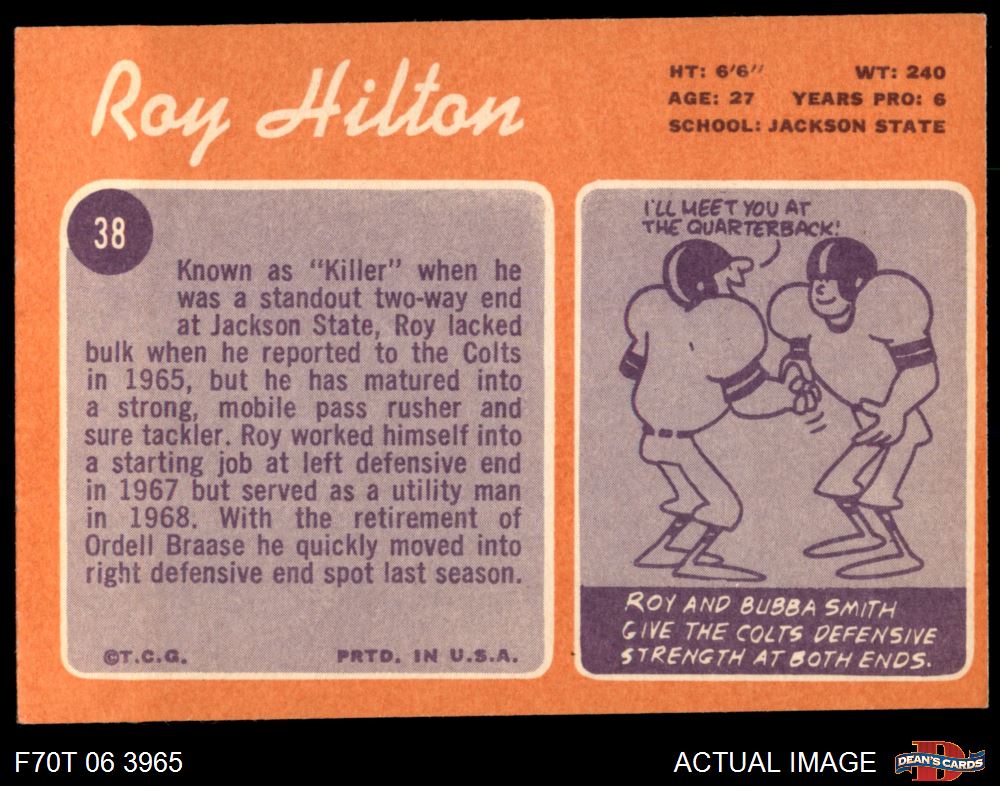 Roy Hilton
HT: 6'6" WT: 240
AGE: 27 YEARS PRO: 6
SCHOOL: JACKSON STATE
38
Known as "Killer" when he
was a standout two-way end
at Jackson State, Roy lacked
bulk when he reported to the Colts
in 1965, but he has matured into
a strong, mobile pass rusher and
sure tackler. Roy worked himself into
a starting job at left defensive end
in 1967 but served as a utility man
in 1968. With the retirement of
Ordell Braase he quickly moved into
right defensive end spot last season.
©T.C.G. PRTD. IN U.S.A.
I'LL MEET YOU AT
THE QUARTERBACK!
ROY AND BUBBA SMITH
GIVE THE COLTS DEFENSIVE
STRENGTH AT BOTH ENDS.
F70T 06 3965
ACTUAL IMAGE
D
DEAN'S CARDS